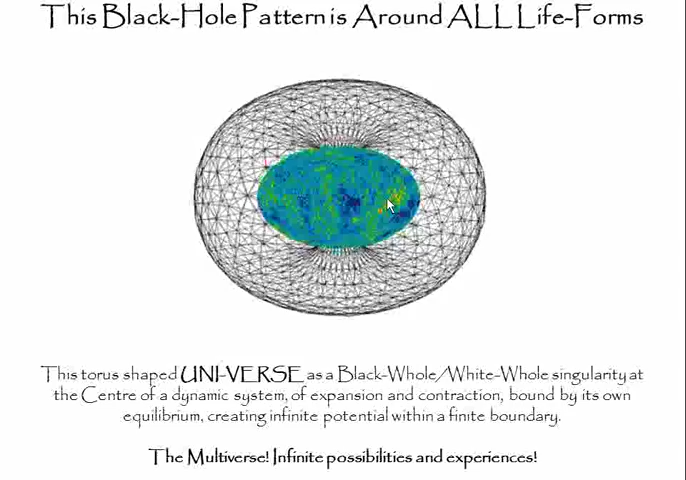 This Black-Hole Pattern is Around ALL Life-Forms
This torus shaped UNI-VERSE as a Black-Whole/White-Whole singularity at
the Centre of a dynamic system, of expansion and contraction, bound by its own
equilibrium, creating infinite potential within a finite boundary.
The Multiverse! Infinite possibilities and experiences!